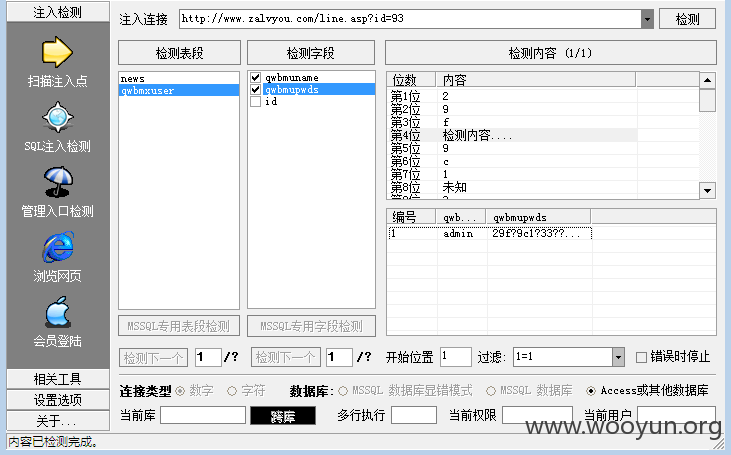 注入检测
扫描注入点
SQL注入检测
管理入口检测
浏览网页
会员登陆
相关工具
设置选项
关于...
注入连接 http://www.zalvyou.com/line.asp?id=93 检测
检测表段 检测字段 检测内容 (1/1)
news
qwbmxuser
qwbmuname
qwbmupwds
id
位数 内容
第1位 2
第2位 9
第3位 f
第4位 检测内容....
第5位 9
第6位 c
第7位 1
第8位 未知
编号 qwb... qwbmupwds
1 admin 29f?9c1?33??...
MSSQL专用表段检测 MSSQL专用字段检测
检测下一个 1 /? 检测下一个 1 /? 开始位置 1 过滤: 1=1 错误时停止
连接类型 数字 字符 数据库: MSSQL 数据库显错模式 MSSQL 数据库 Access或其他数据库
当前库 跨库 多行执行 当前权限 当前用户
www.wooyun.org
内容已检测完成。